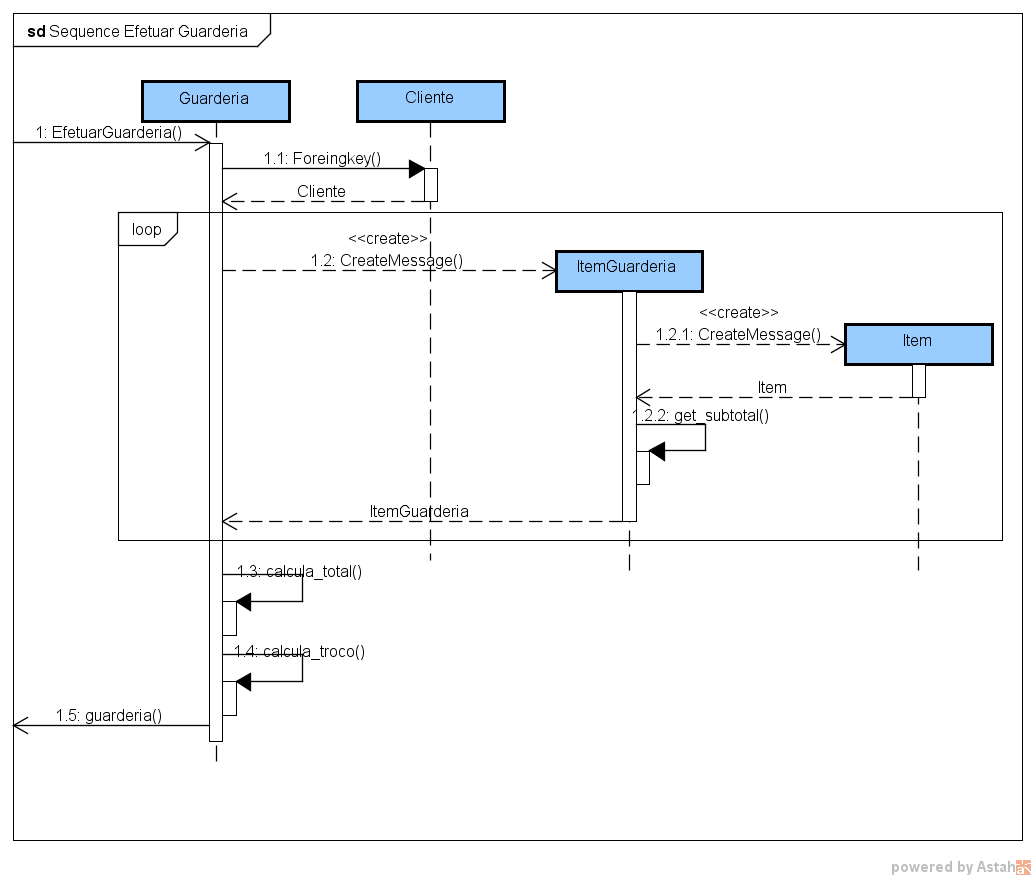 sd Sequence Efetuar Guarderia
Guarderia
Cliente
1: EfetuarGuarderia()
1.1: Foreingkey()
Cliente
loop
<<create>>
1.2: CreateMessage()
ItemGuarderia
<<create>>
1.2.1: CreateMessage()
Item
Item
1.2.2: get_subtotal()
ItemGuarderia
1.3: calcula_total()
1.4: calcula_troco()
1.5: guarderia()
powered by Astah